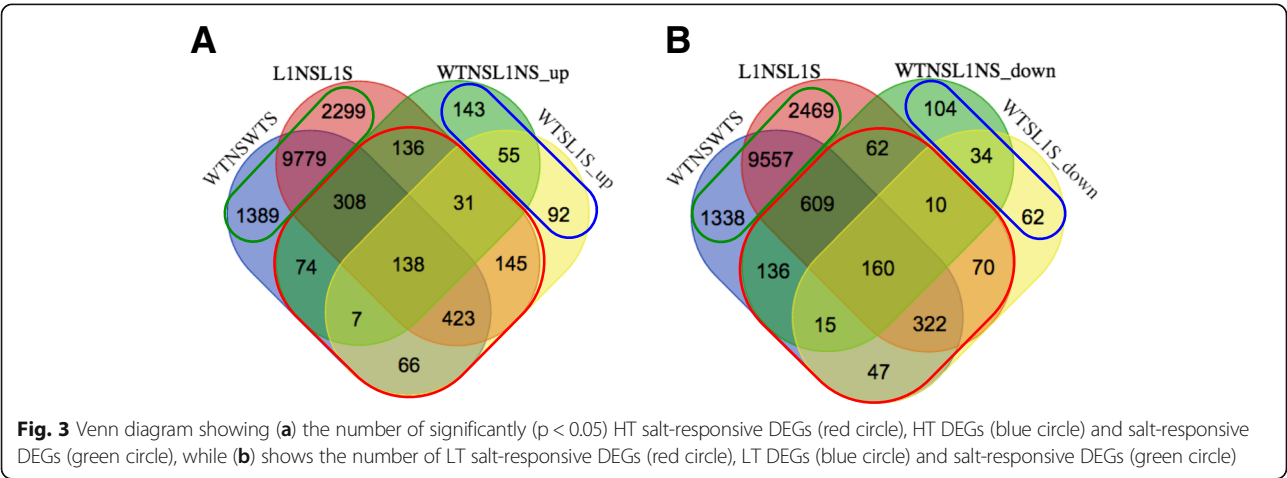 A
B
L1NSL1S
WTNSL1NS_up
WTNSWTS
WTSL1S_up
2299
143
9779
136
55
1389
308
31
92
74
138
145
7
423
66
L1NSL1S
WTNSL1NS_down
WTNSWTS
WTSL1S_down
2469
104
9557
62
34
1338
609
10
62
136
160
70
15
322
47
Fig. 3 Venn diagram showing (a) the number of significantly (p < 0.05) HT salt-responsive DEGs (red circle), HT DEGs (blue circle) and salt-responsive
DEGs (green circle), while (b) shows the number of LT salt-responsive DEGs (red circle), LT DEGs (blue circle) and salt-responsive DEGs (green circle)